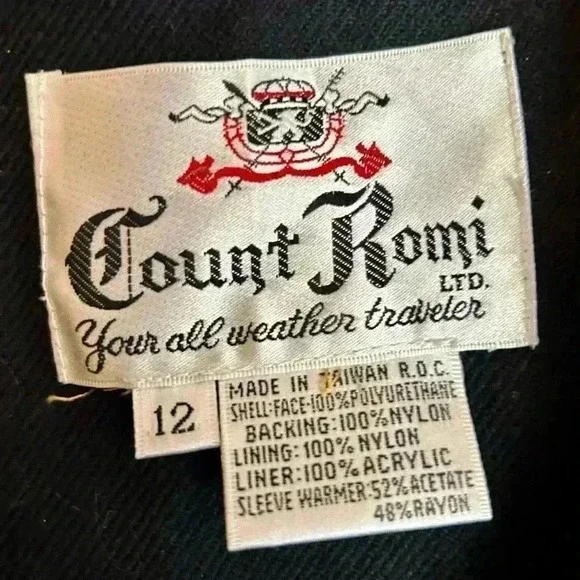 Count Romi
LTD.
Your all weather traveler
12
MADE IN TAIWAN R.O.C.
SHELL:FACE-100%POLYURETHANE
BACKING:100%NYLON
LINING:100%NYLON
LINER:100%ACRYLIC
SLEEVE WARMER:52%ACETATE
48%RAYON